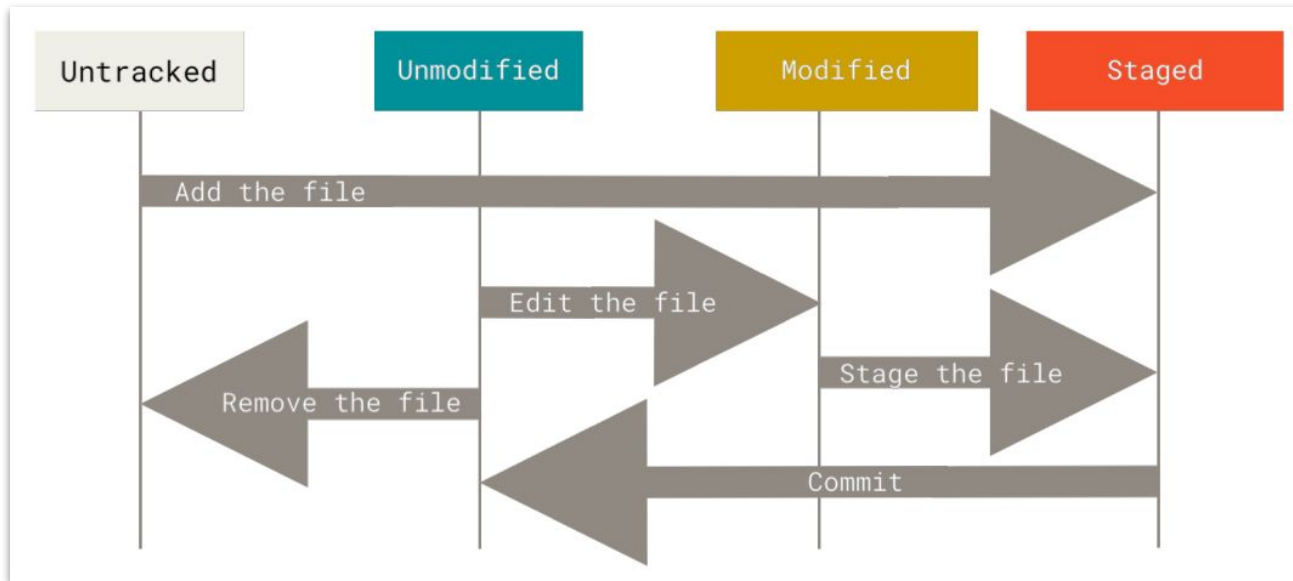 Untracked
Unmodified
Modified
Staged
Add the file
Edit the file
Stage the file
Remove the file
Commit